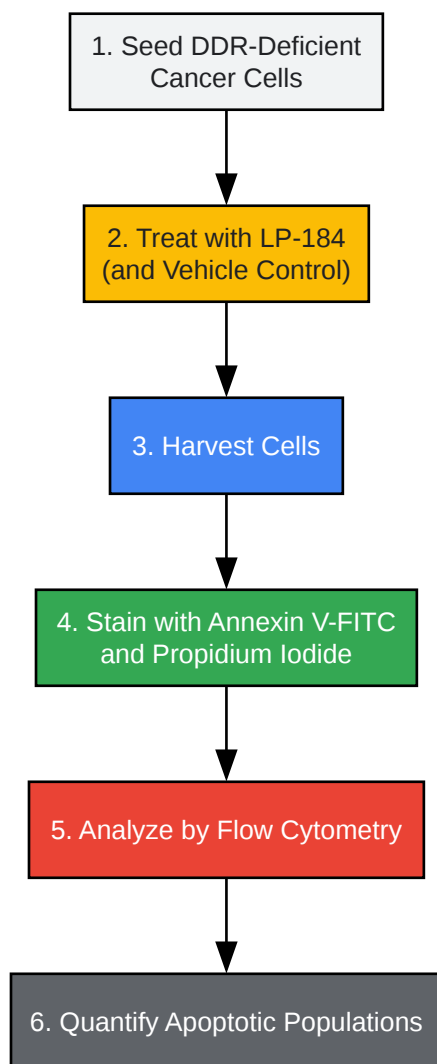 1. Seed DDR-Deficient
Cancer Cells
2. Treat with LP-184
(and Vehicle Control)
3. Harvest Cells
4. Stain with Annexin V-FITC
and Propidium Iodide
5. Analyze by Flow Cytometry
6. Quantify Apoptotic Populations